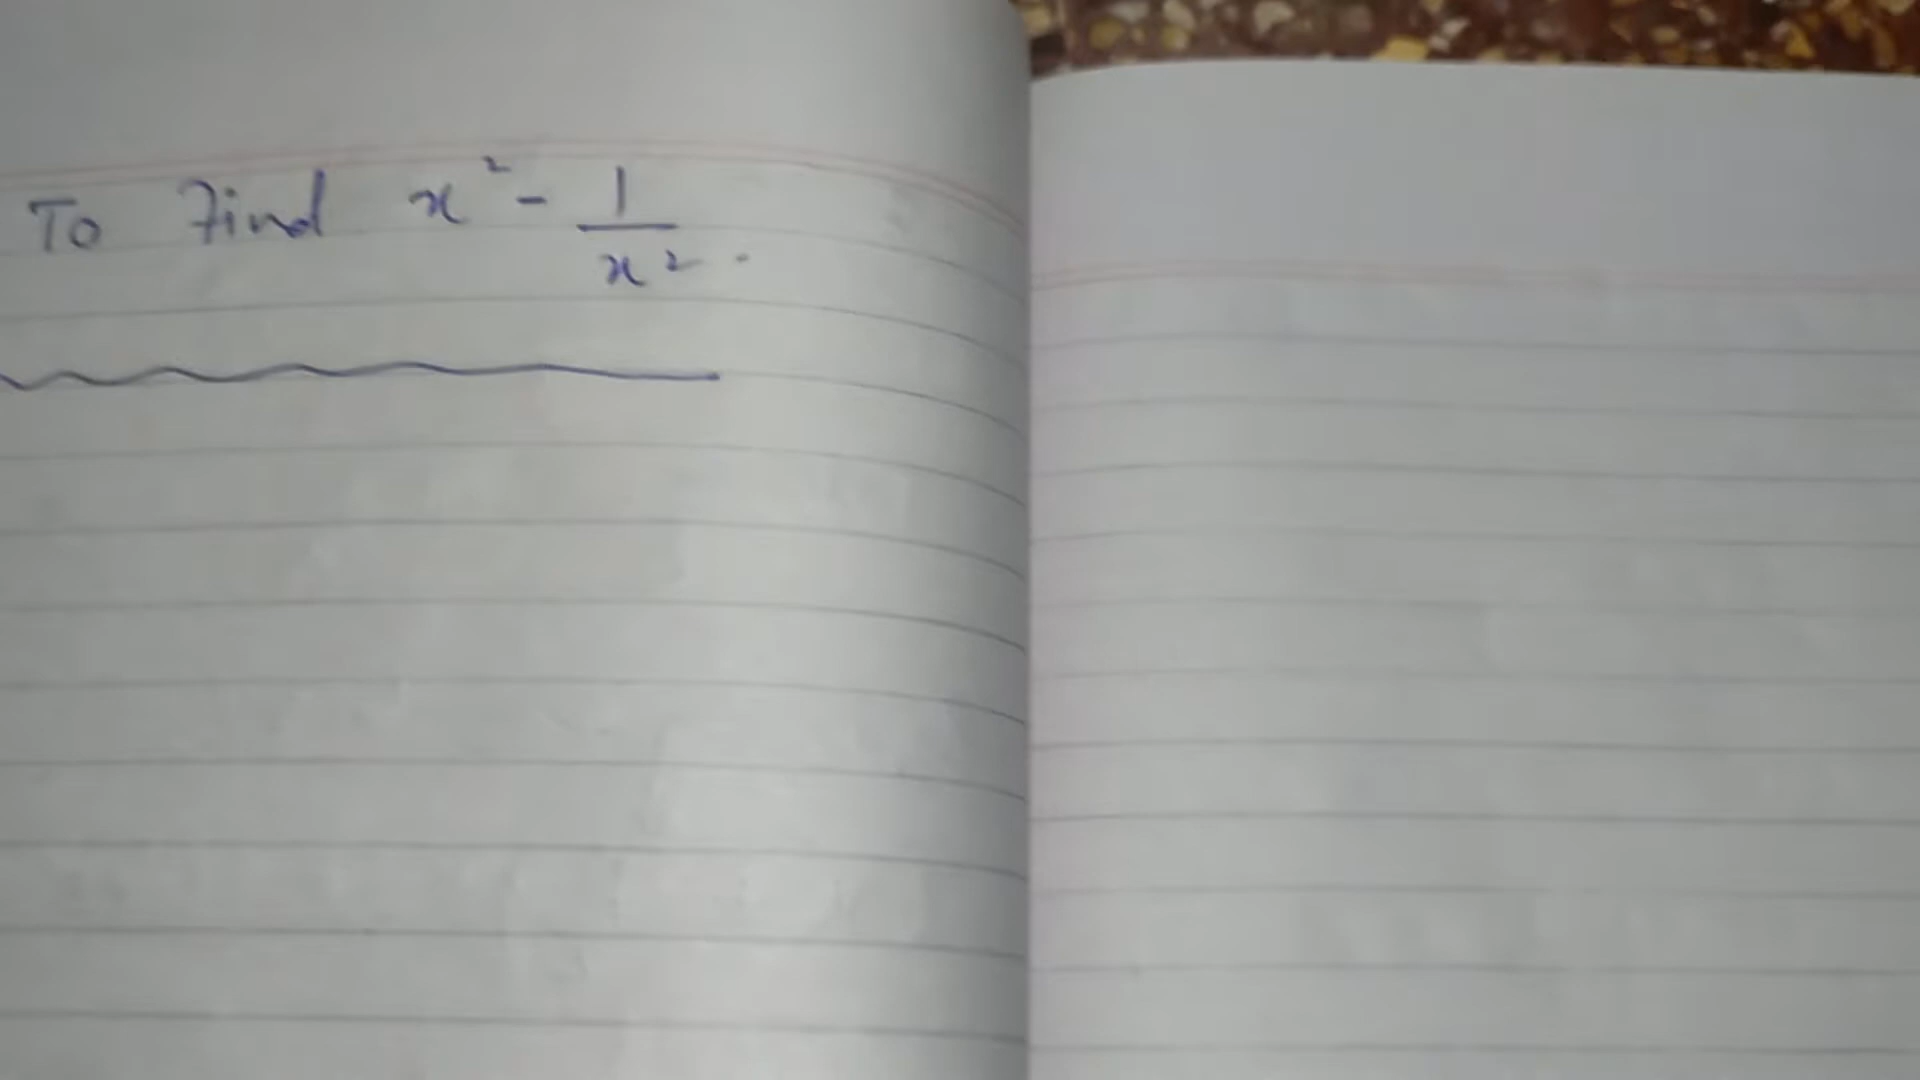 To Find x² - 1/x².